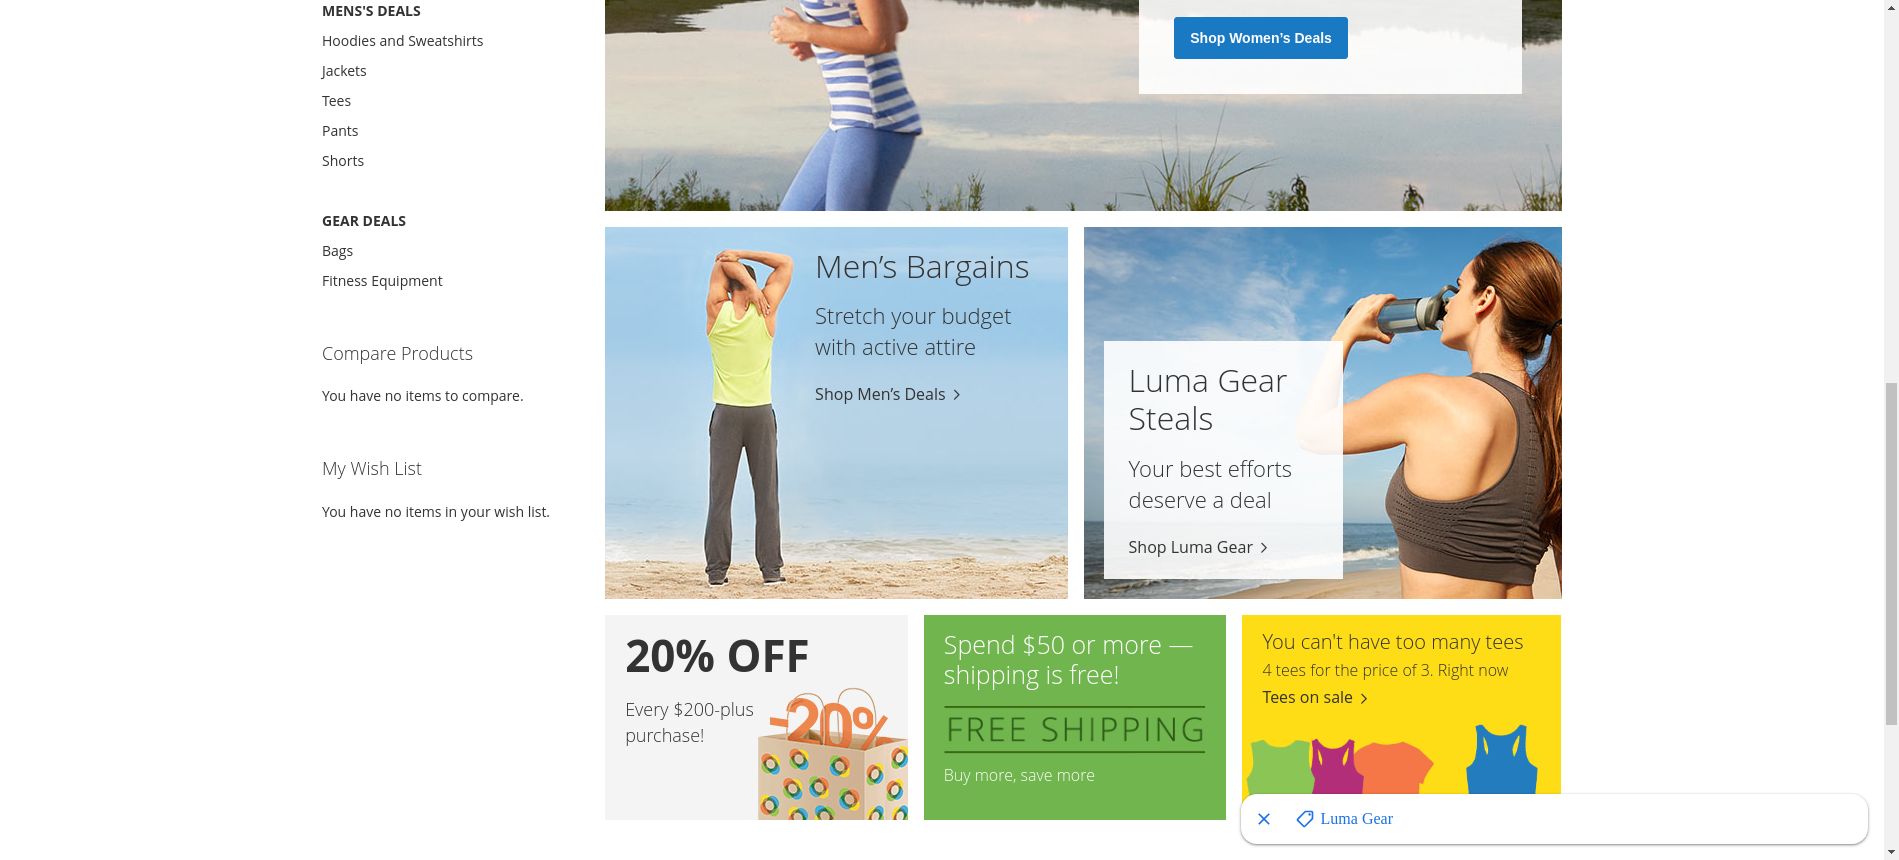 MENS'S DEALS
Hoodies and Sweatshirts
Jackets
Tees
Pants
Shorts
GEAR DEALS
Bags
Fitness Equipment
Compare Products
You have no items to compare.
My Wish List
You have no items in your wish list.
Shop Women’s Deals
Men’s Bargains
Stretch your budget
with active attire
Shop Men’s Deals
Luma Gear
Steals
Your best efforts
deserve a deal
Shop Luma Gear
20% OFF
Every $200-plus
purchase!
-20%
Spend $50 or more —
shipping is free!
FREE SHIPPING
Buy more, save more
You can't have too many tees
4 tees for the price of 3. Right now
Tees on sale
Luma Gear